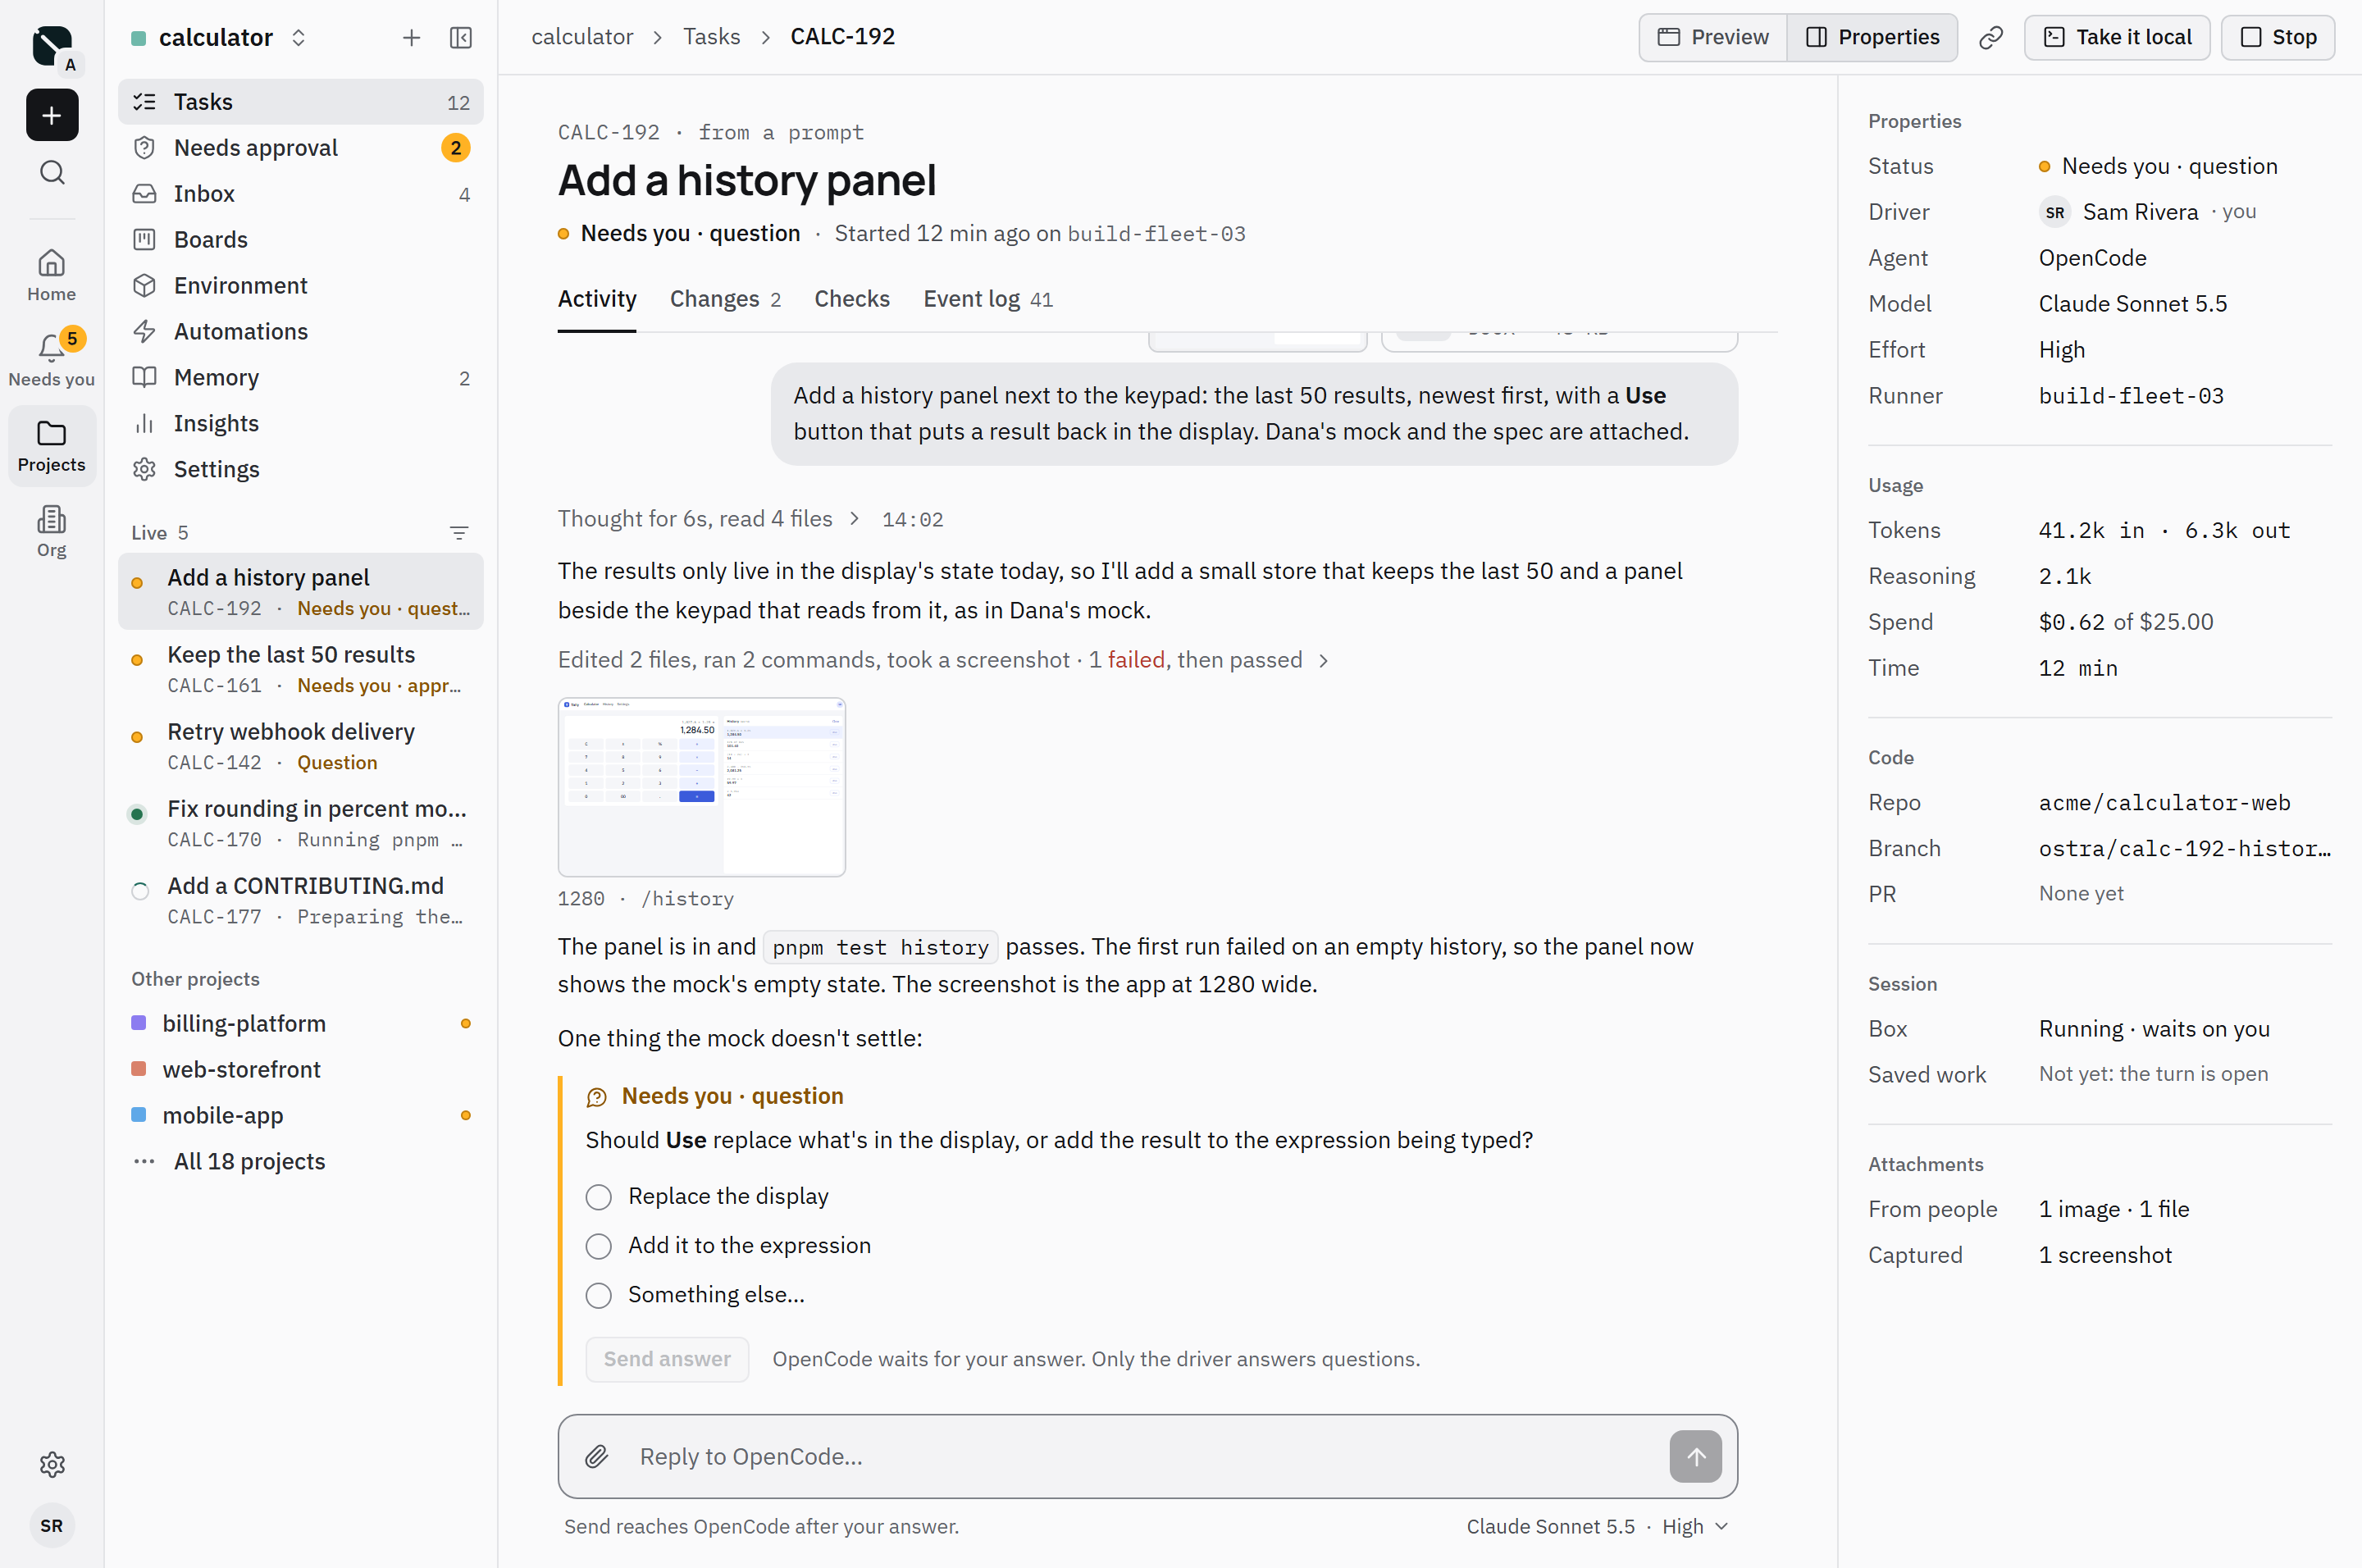 A
Home
5
Needs you
Projects
Org
SR
calculator
Tasks 12
Needs approval 2
Inbox 4
Boards
Environment
Automations
Memory 2
Insights
Settings
Live 5
Add a history panel
CALC-192 · Needs you · quest…
Keep the last 50 results
CALC-161 · Needs you · appr…
Retry webhook delivery
CALC-142 · Question
Fix rounding in percent mo…
CALC-170 · Running pnpm …
Add a CONTRIBUTING.md
CALC-177 · Preparing the…
Other projects
billing-platform
web-storefront
mobile-app
All 18 projects
calculator > Tasks > CALC-192
Preview
Properties
Take it local
Stop
CALC-192 · from a prompt
Add a history panel
Needs you · question · Started 12 min ago on build-fleet-03
Activity Changes 2 Checks Event log 41
Add a history panel next to the keypad: the last 50 results, newest first, with a Use
button that puts a result back in the display. Dana's mock and the spec are attached.
Thought for 6s, read 4 files > 14:02
The results only live in the display's state today, so I'll add a small store that keeps the last 50 and a panel
beside the keypad that reads from it, as in Dana's mock.
Edited 2 files, ran 2 commands, took a screenshot · 1 failed, then passed >
1,284.50
1280 · /history
The panel is in and pnpm test history passes. The first run failed on an empty history, so the panel now
shows the mock's empty state. The screenshot is the app at 1280 wide.
One thing the mock doesn't settle:
Needs you · question
Should Use replace what's in the display, or add the result to the expression being typed?
Replace the display
Add it to the expression
Something else…
Send answer OpenCode waits for your answer. Only the driver answers questions.
Reply to OpenCode…
Send reaches OpenCode after your answer.
Claude Sonnet 5.5 · High
Properties
Status Needs you · question
Driver SR Sam Rivera · you
Agent OpenCode
Model Claude Sonnet 5.5
Effort High
Runner build-fleet-03
Usage
Tokens 41.2k in · 6.3k out
Reasoning 2.1k
Spend $0.62 of $25.00
Time 12 min
Code
Repo acme/calculator-web
Branch ostra/calc-192-histor…
PR None yet
Session
Box Running · waits on you
Saved work Not yet: the turn is open
Attachments
From people 1 image · 1 file
Captured 1 screenshot